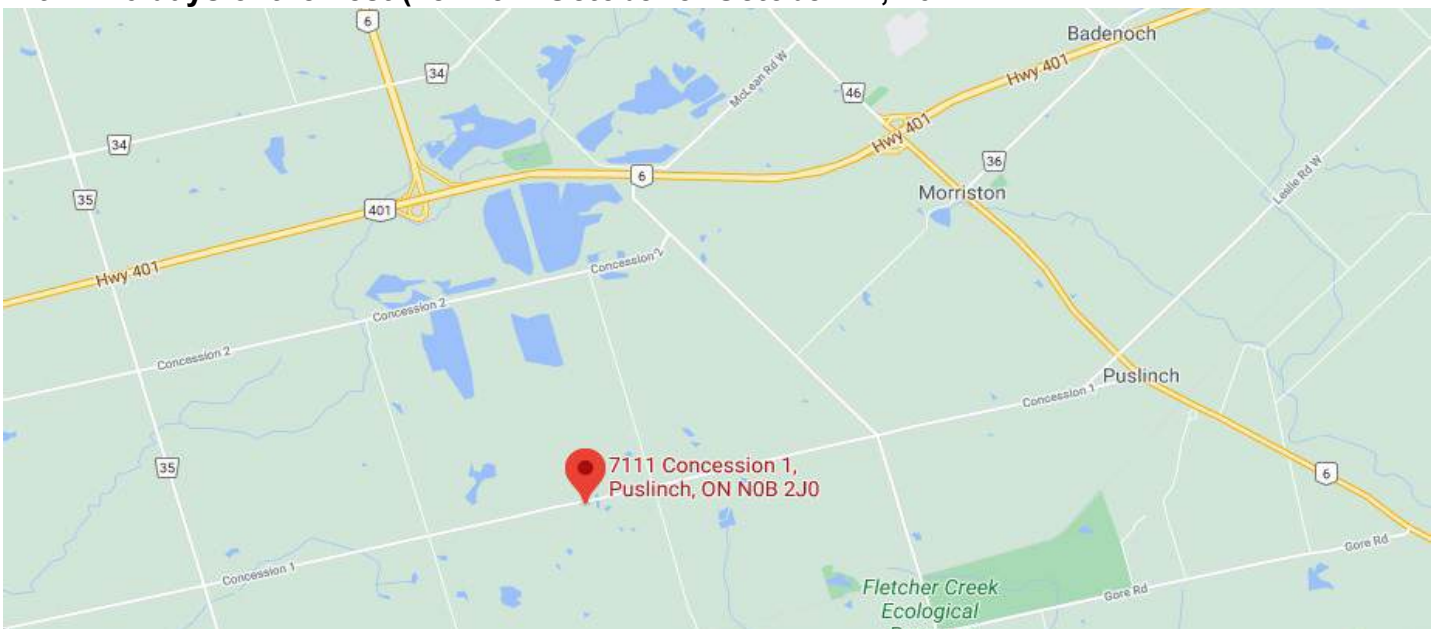 6
Badenoch
34
McLean Rd W
Hwy 401
46
34
Hwy 401
36
6
Leslie Rd W
35
Morriston
401
Hwy 401
Concession 2
Concession 2
Concession 2
Puslinch
Concession 1
35
7111 Concession 1,
Puslinch, ON N0B 2J0
6
Gore Rd
Concession 1
Fletcher Creek
Ecological
Gore Rd